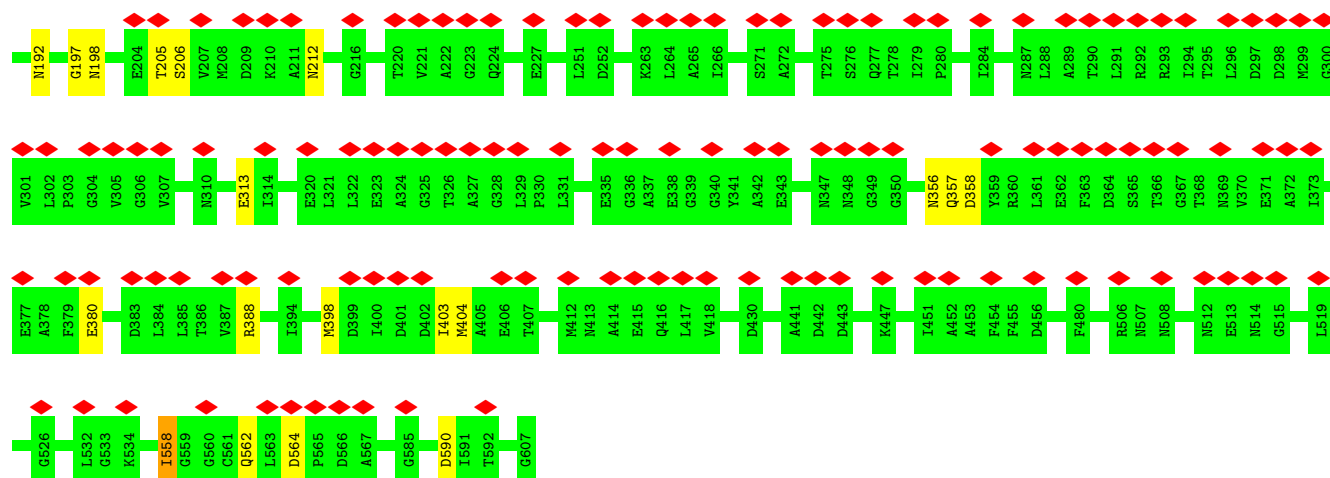 N192 G197 N198 E204 T205 S206 V207 M208 D209 K210 A211 N212 G216 T220 V221 A222 G223 Q224 E227 L251 D252 K263 L264 A265 I266 S271 A272 T275 S276 Q277 T278 I279 P280 I284 N287 L288 A289 T290 L291 R292 R293 I294 T295 L296 D297 D298 M299 G300
V301 L302 P303 G304 V305 G306 V307 N310 E313 I314 E320 L321 L322 E323 A324 G325 T326 A327 G328 L329 P330 L331 E335 G336 A337 E338 G339 G340 Y341 A342 E343 N347 N348 G349 G350 N356 Q357 D358 Y359 R360 L361 E362 F363 D364 S365 T366 G367 T368 N369 V370 E371 A372 I373
E377 A378 F379 E380 D383 L384 L385 T386 V387 R388 I394 M398 D399 I400 D401 D402 I403 M404 A405 E406 T407 M412 N413 A414 E415 Q416 L417 V418 D430 A441 D442 D443 K447 I451 A452 A453 F454 F455 D456 F480 R506 N507 N508 N512 E513 N514 G515 L519
G526 L532 G533 K534 I558 G559 G560 C561 Q562 L563 D564 P565 D566 A567 G585 D590 I591 T592 G607